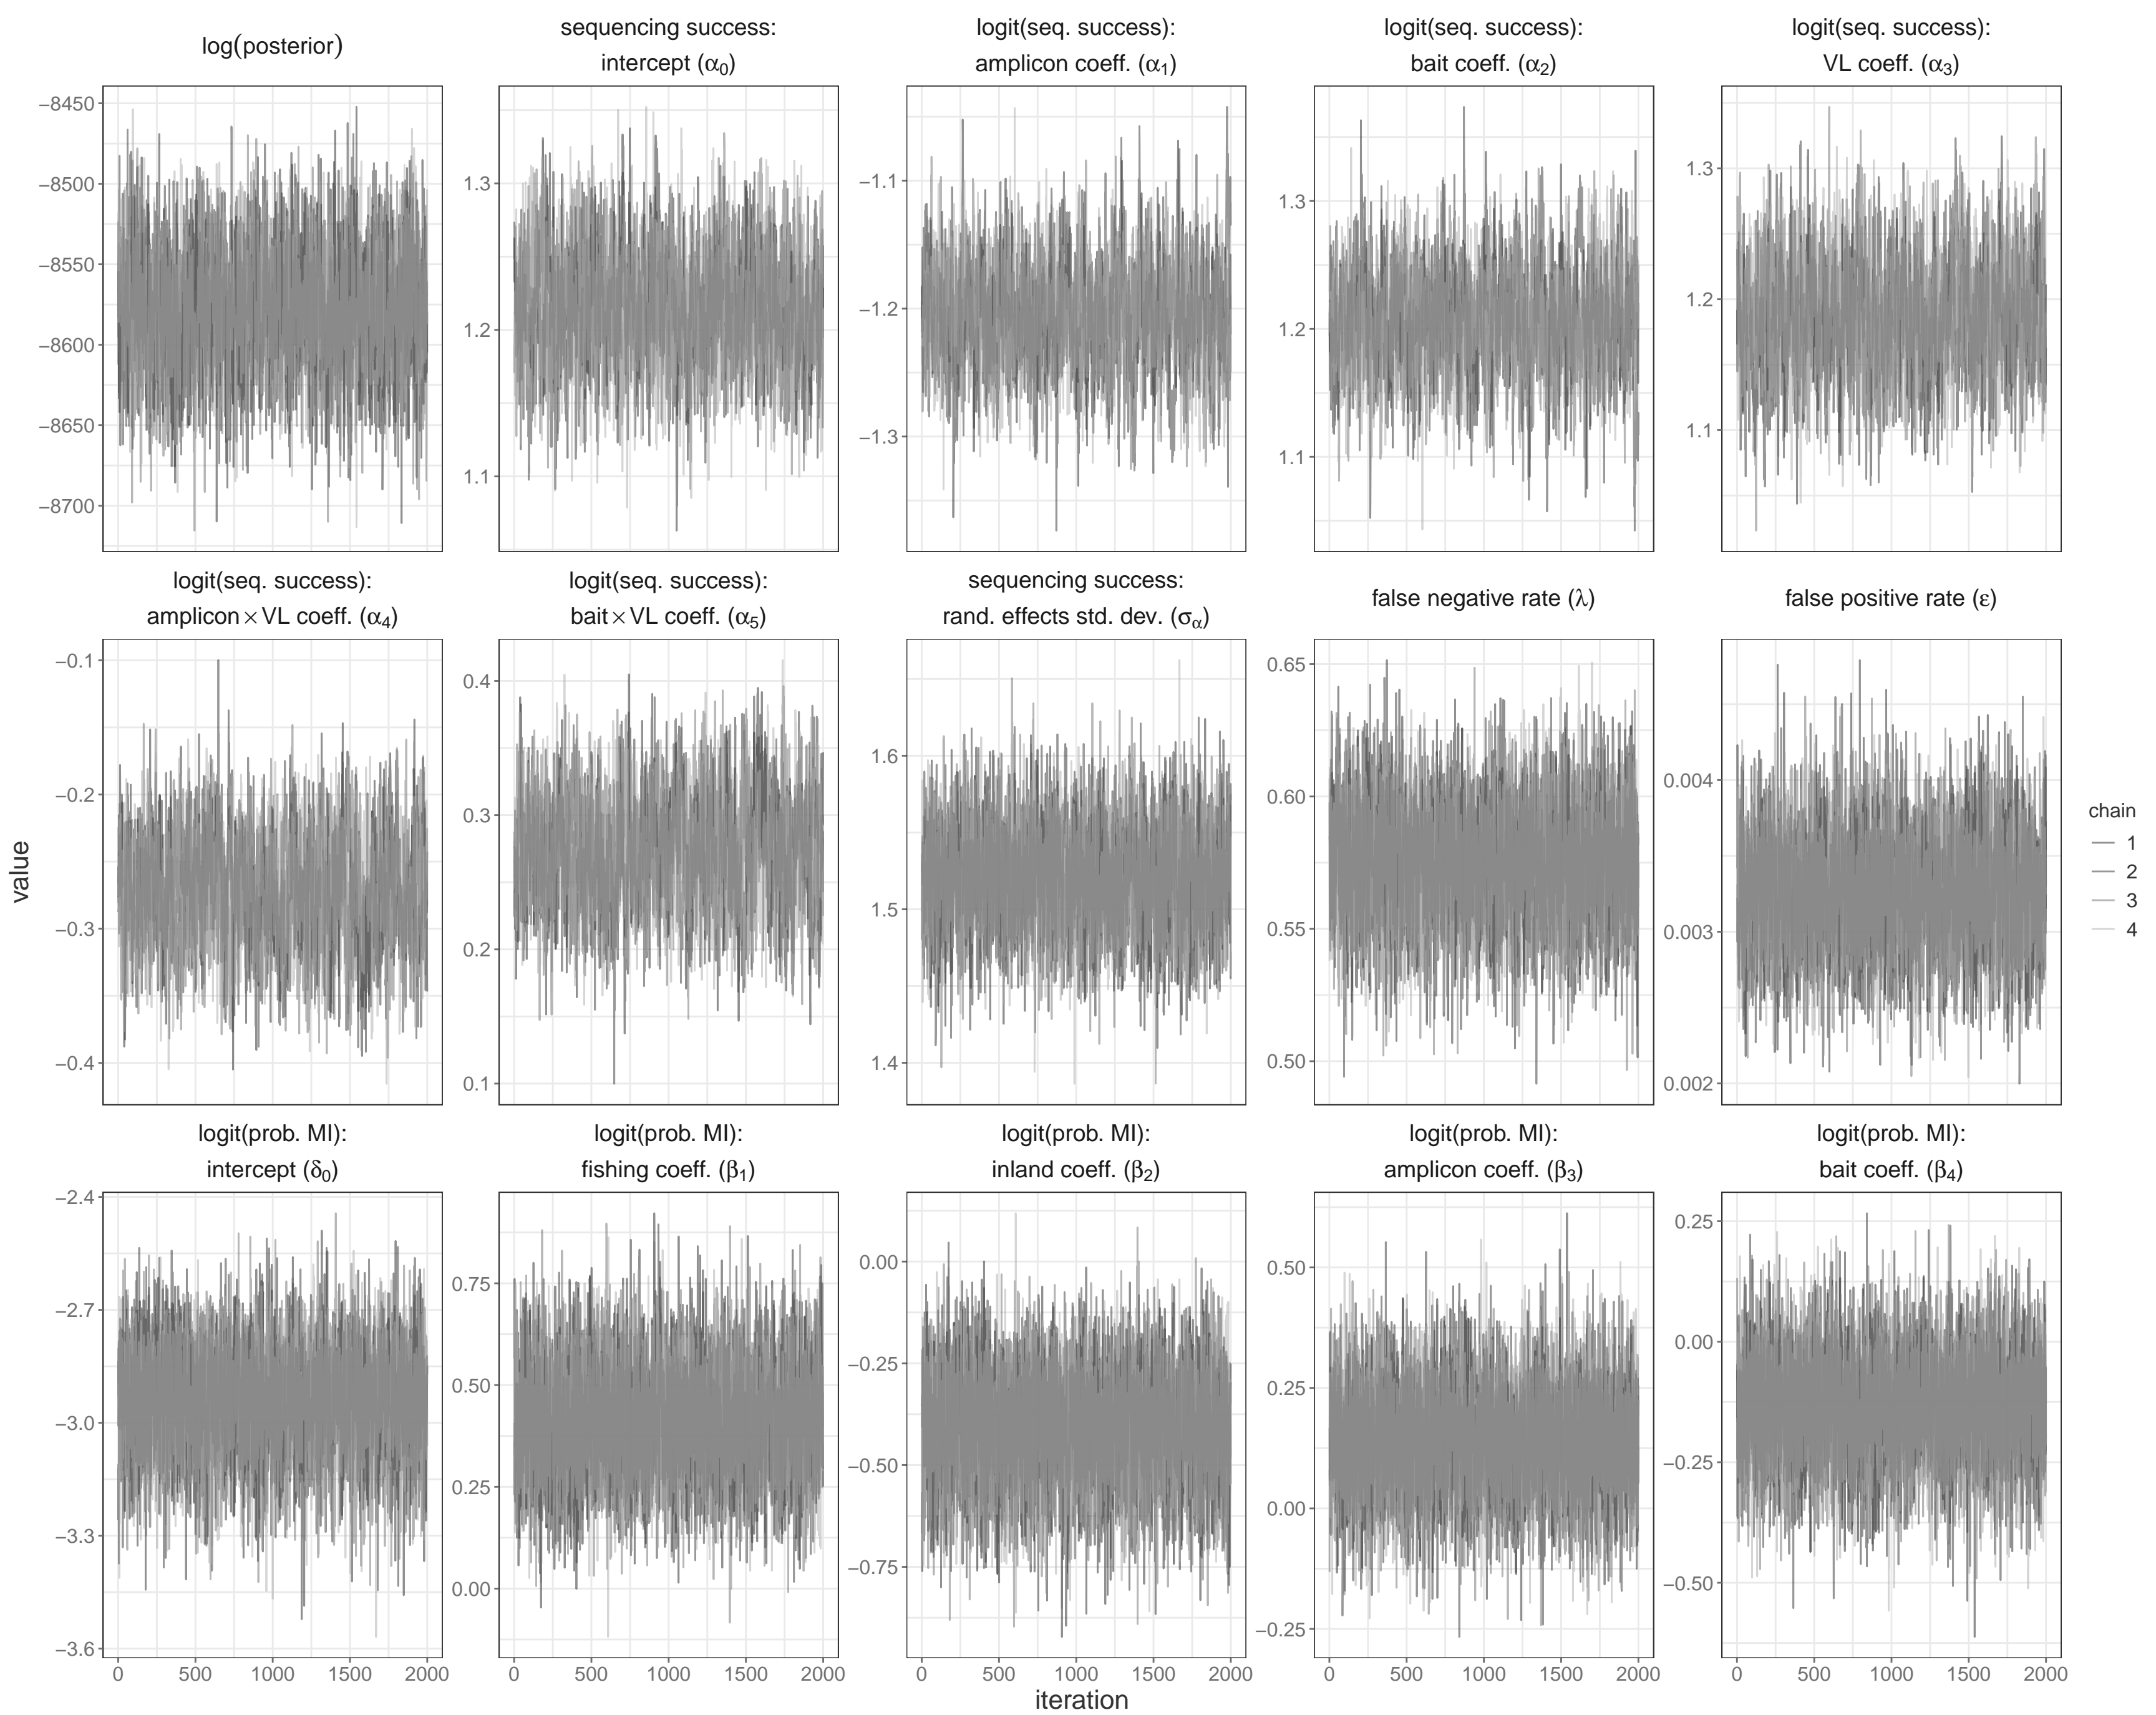 log(posterior)
sequencing success:
intercept (α₀)
logit(seq. success):
amplicon coeff. (α₁)
logit(seq. success):
bait coeff. (α₂)
logit(seq. success):
VL coeff. (α₃)
−8450
−8500
−8550
−8600
−8650
−8700
1.3
1.2
1.1
−1.1
−1.2
−1.3
1.3
1.2
1.1
1.3
1.2
1.1
logit(seq. success):
amplicon × VL coeff. (α₄)
logit(seq. success):
bait × VL coeff. (α₅)
sequencing success:
rand. effects std. dev. (σα)
false negative rate (λ)
false positive rate (ε)
−0.1
−0.2
−0.3
−0.4
0.4
0.3
0.2
0.1
1.6
1.5
1.4
0.65
0.60
0.55
0.50
0.004
0.003
0.002
value
chain
1
2
3
4
logit(prob. MI):
intercept (δ₀)
logit(prob. MI):
fishing coeff. (β₁)
logit(prob. MI):
inland coeff. (β₂)
logit(prob. MI):
amplicon coeff. (β₃)
logit(prob. MI):
bait coeff. (β₄)
−2.4
−2.7
−3.0
−3.3
−3.6
0.75
0.50
0.25
0.00
0.00
−0.25
−0.50
−0.75
0.50
0.25
0.00
−0.25
0.25
0.00
−0.25
−0.50
0 500 1000 1500 2000
0 500 1000 1500 2000
0 500 1000 1500 2000
0 500 1000 1500 2000
0 500 1000 1500 2000
iteration